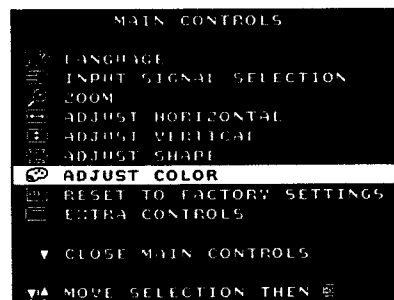 MAIN CONTROLS
LANGUAGE
INPUT SIGNAL SELECTION
ZOOM
ADJUST HORIZONTAL
ADJUST VERTICAL
ADJUST SHAPE
ADJUST COLOR
RESET TO FACTORY SETTINGS
EXTRA CONTROLS
CLOSE MAIN CONTROLS
MOVE SELECTION THEN